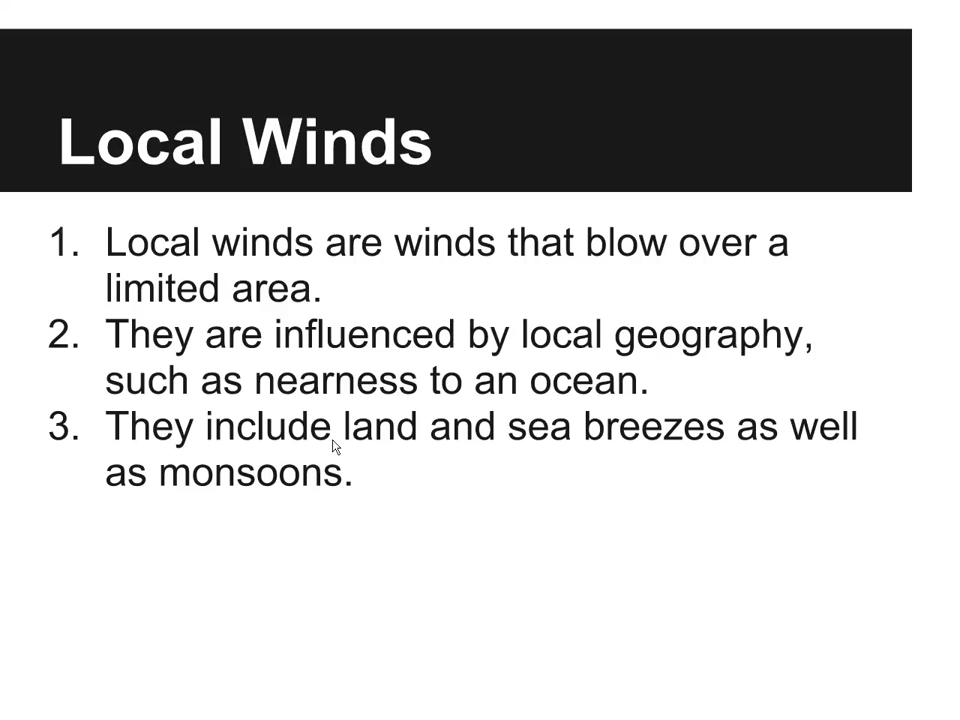 Local Winds
1. Local winds are winds that blow over a
limited area.
2. They are influenced by local geography,
such as nearness to an ocean.
3. They include land and sea breezes as well
as monsoons.